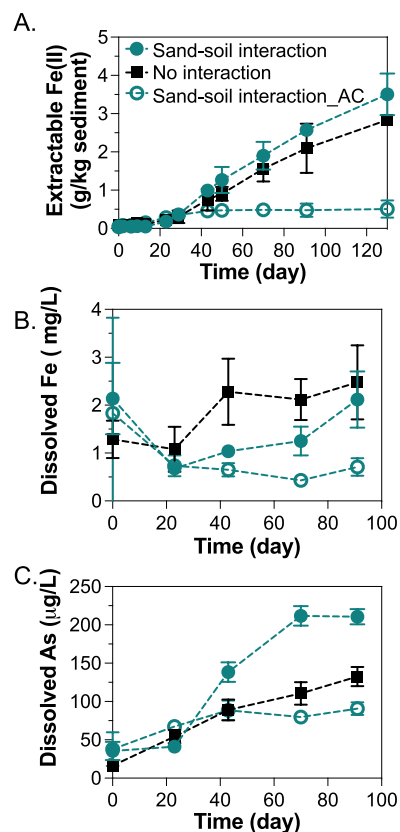 A.
Extractable Fe(II)
(g/kg sediment)
5
4
3
2
1
0
Sand-soil interaction
No interaction
Sand-soil interaction_AC
0 20 40 60 80 100 120
Time (day)
B.
Dissolved Fe ( mg/L)
4
3
2
1
0
0 20 40 60 80 100
Time (day)
C.
Dissolved As (µg/L)
250
200
150
100
50
0
0 20 40 60 80 100
Time (day)